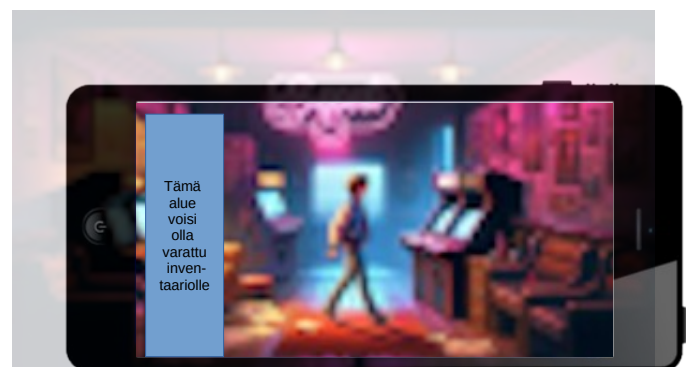 Tämä
alue
voisi
olla
varattu
inven-
taariolle